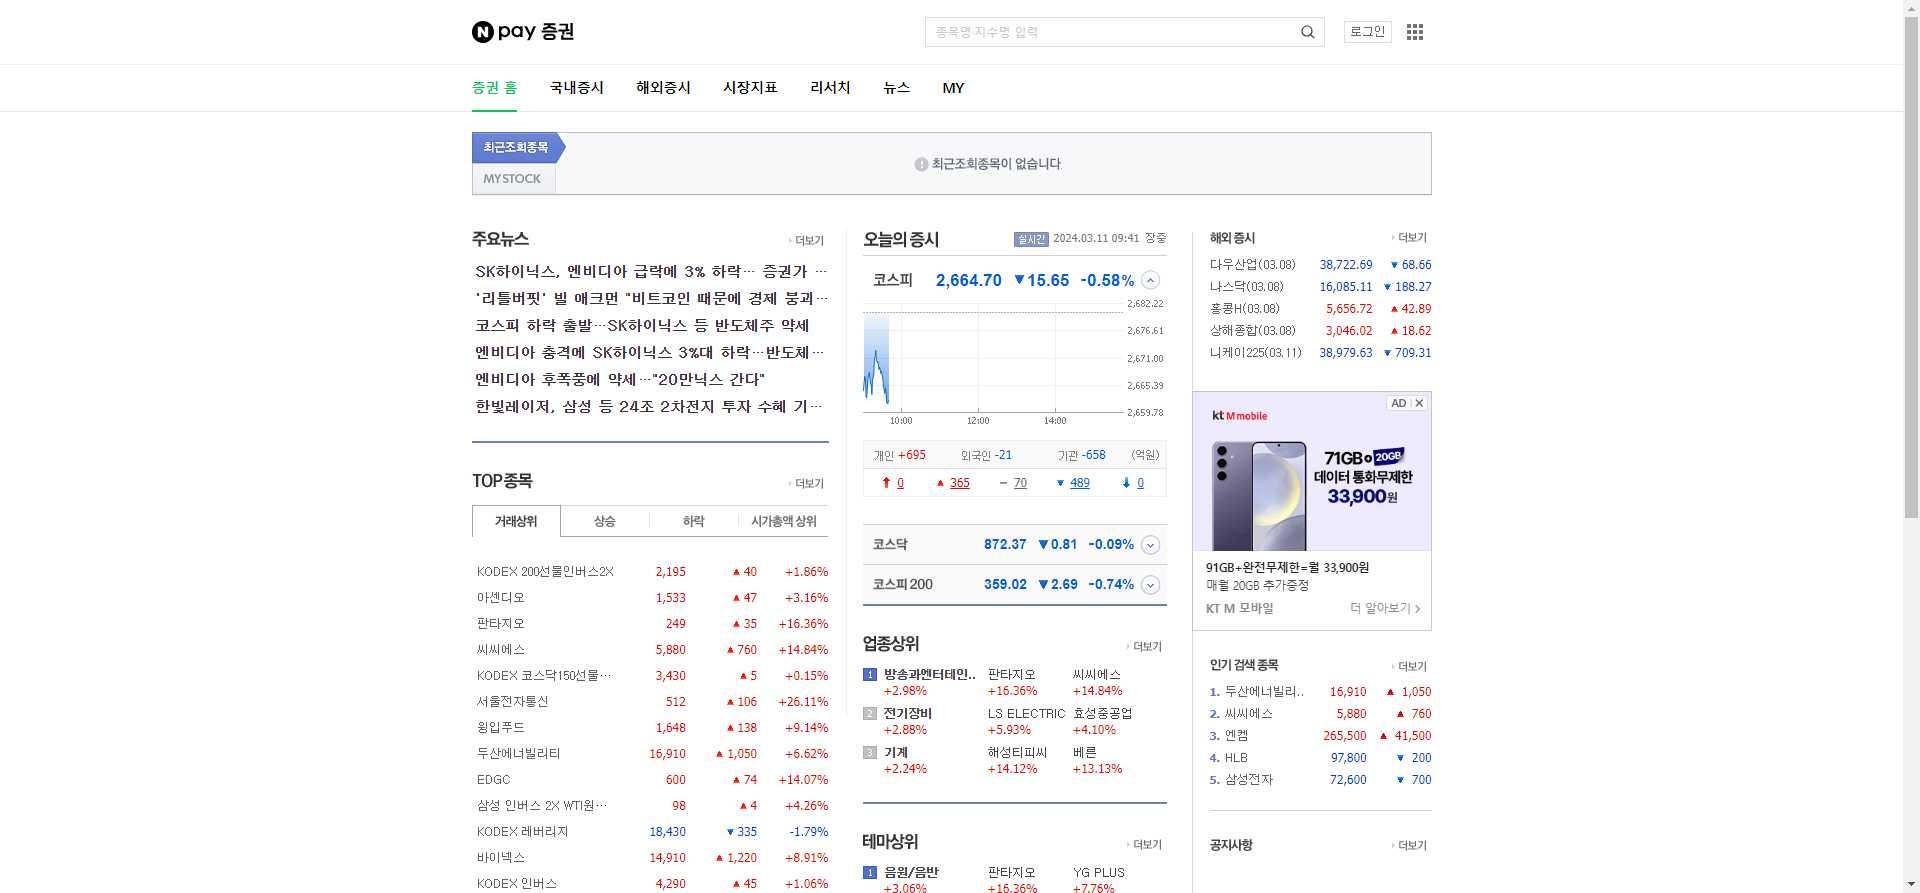 N pay 증권
종목명·지수명 입력
로그인
증권 홈 국내증시 해외증시 시장지표 리서치 뉴스 MY
최근조회종목
MYSTOCK
최근조회종목이 없습니다
주요뉴스 더보기
SK하이닉스, 엔비디아 급락에 3% 하락… 증권가 …
'리틀버핏' 빌 애크먼 "비트코인 때문에 경제 붕괴…
코스피 하락 출발…SK하이닉스 등 반도체주 약세
엔비디아 충격에 SK하이닉스 3%대 하락…반도체…
엔비디아 후폭풍에 약세…"20만닉스 간다"
한빛레이저, 삼성 등 24조 2차전지 투자 수혜 기…
TOP 종목 더보기
거래상위 상승 하락 시가총액 상위
KODEX 200선물인버스2X 2,195 ▲ 40 +1.86%
아센디오 1,533 ▲ 47 +3.16%
판타지오 249 ▲ 35 +16.36%
씨씨에스 5,880 ▲ 760 +14.84%
KODEX 코스닥150선물… 3,430 ▲ 5 +0.15%
서울전자통신 512 ▲ 106 +26.11%
윙입푸드 1,648 ▲ 138 +9.14%
두산에너빌리티 16,910 ▲ 1,050 +6.62%
EDGC 600 ▲ 74 +14.07%
삼성 인버스 2X WTI원… 98 ▲ 4 +4.26%
KODEX 레버리지 18,430 ▼ 335 -1.79%
바이넥스 14,910 ▲ 1,220 +8.91%
KODEX 인버스 4,290 ▲ 45 +1.06%
오늘의 증시 실시간 2024.03.11 09:41 장중
코스피 2,664.70 ▼ 15.65 -0.58%
2,682.22
2,676.61
2,671.00
2,665.39
2,659.78
10:00 12:00 14:00
개인 +695 외국인 -21 기관 -658 (억원)
0 ▲ 365 70 ▼ 489 0
코스닥 872.37 ▼ 0.81 -0.09%
코스피 200 359.02 ▼ 2.69 -0.74%
업종상위 더보기
1 방송과엔터테인.. 판타지오 씨씨에스
+2.98% +16.36% +14.84%
2 전기장비 LS ELECTRIC 효성중공업
+2.88% +5.93% +4.10%
3 기계 해성티피씨 베른
+2.24% +14.12% +13.13%
테마상위 더보기
1 음원/음반 판타지오 YG PLUS
+3.06% +16.36% +7.76%
해외 증시 더보기
다우산업(03.08) 38,722.69 ▼ 68.66
나스닥(03.08) 16,085.11 ▼ 188.27
홍콩H(03.08) 5,656.72 ▲ 42.89
상해종합(03.08) 3,046.02 ▲ 18.62
니케이225(03.11) 38,979.63 ▼ 709.31
AD
kt M mobile
71GB+20GB
데이터 통화무제한
33,900원
91GB+완전무제한=월 33,900원
매월 20GB 추가증정
KT M 모바일 더 알아보기
인기 검색 종목 더보기
1. 두산에너빌리.. 16,910 ▲ 1,050
2. 씨씨에스 5,880 ▲ 760
3. 엔켐 265,500 ▲ 41,500
4. HLB 97,800 ▼ 200
5. 삼성전자 72,600 ▼ 700
공지사항 더보기